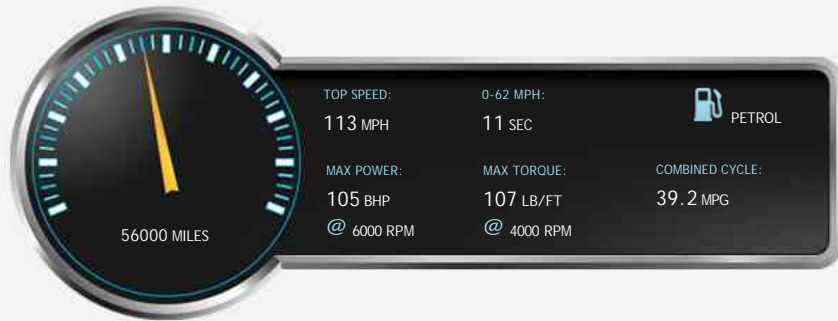 TOP SPEED:
113 MPH
0-62 MPH:
11 SEC
PETROL
MAX POWER:
105 BHP
@ 6000 RPM
MAX TORQUE:
107 LB/FT
@ 4000 RPM
COMBINED CYCLE:
39.2 MPG
56000 MILES